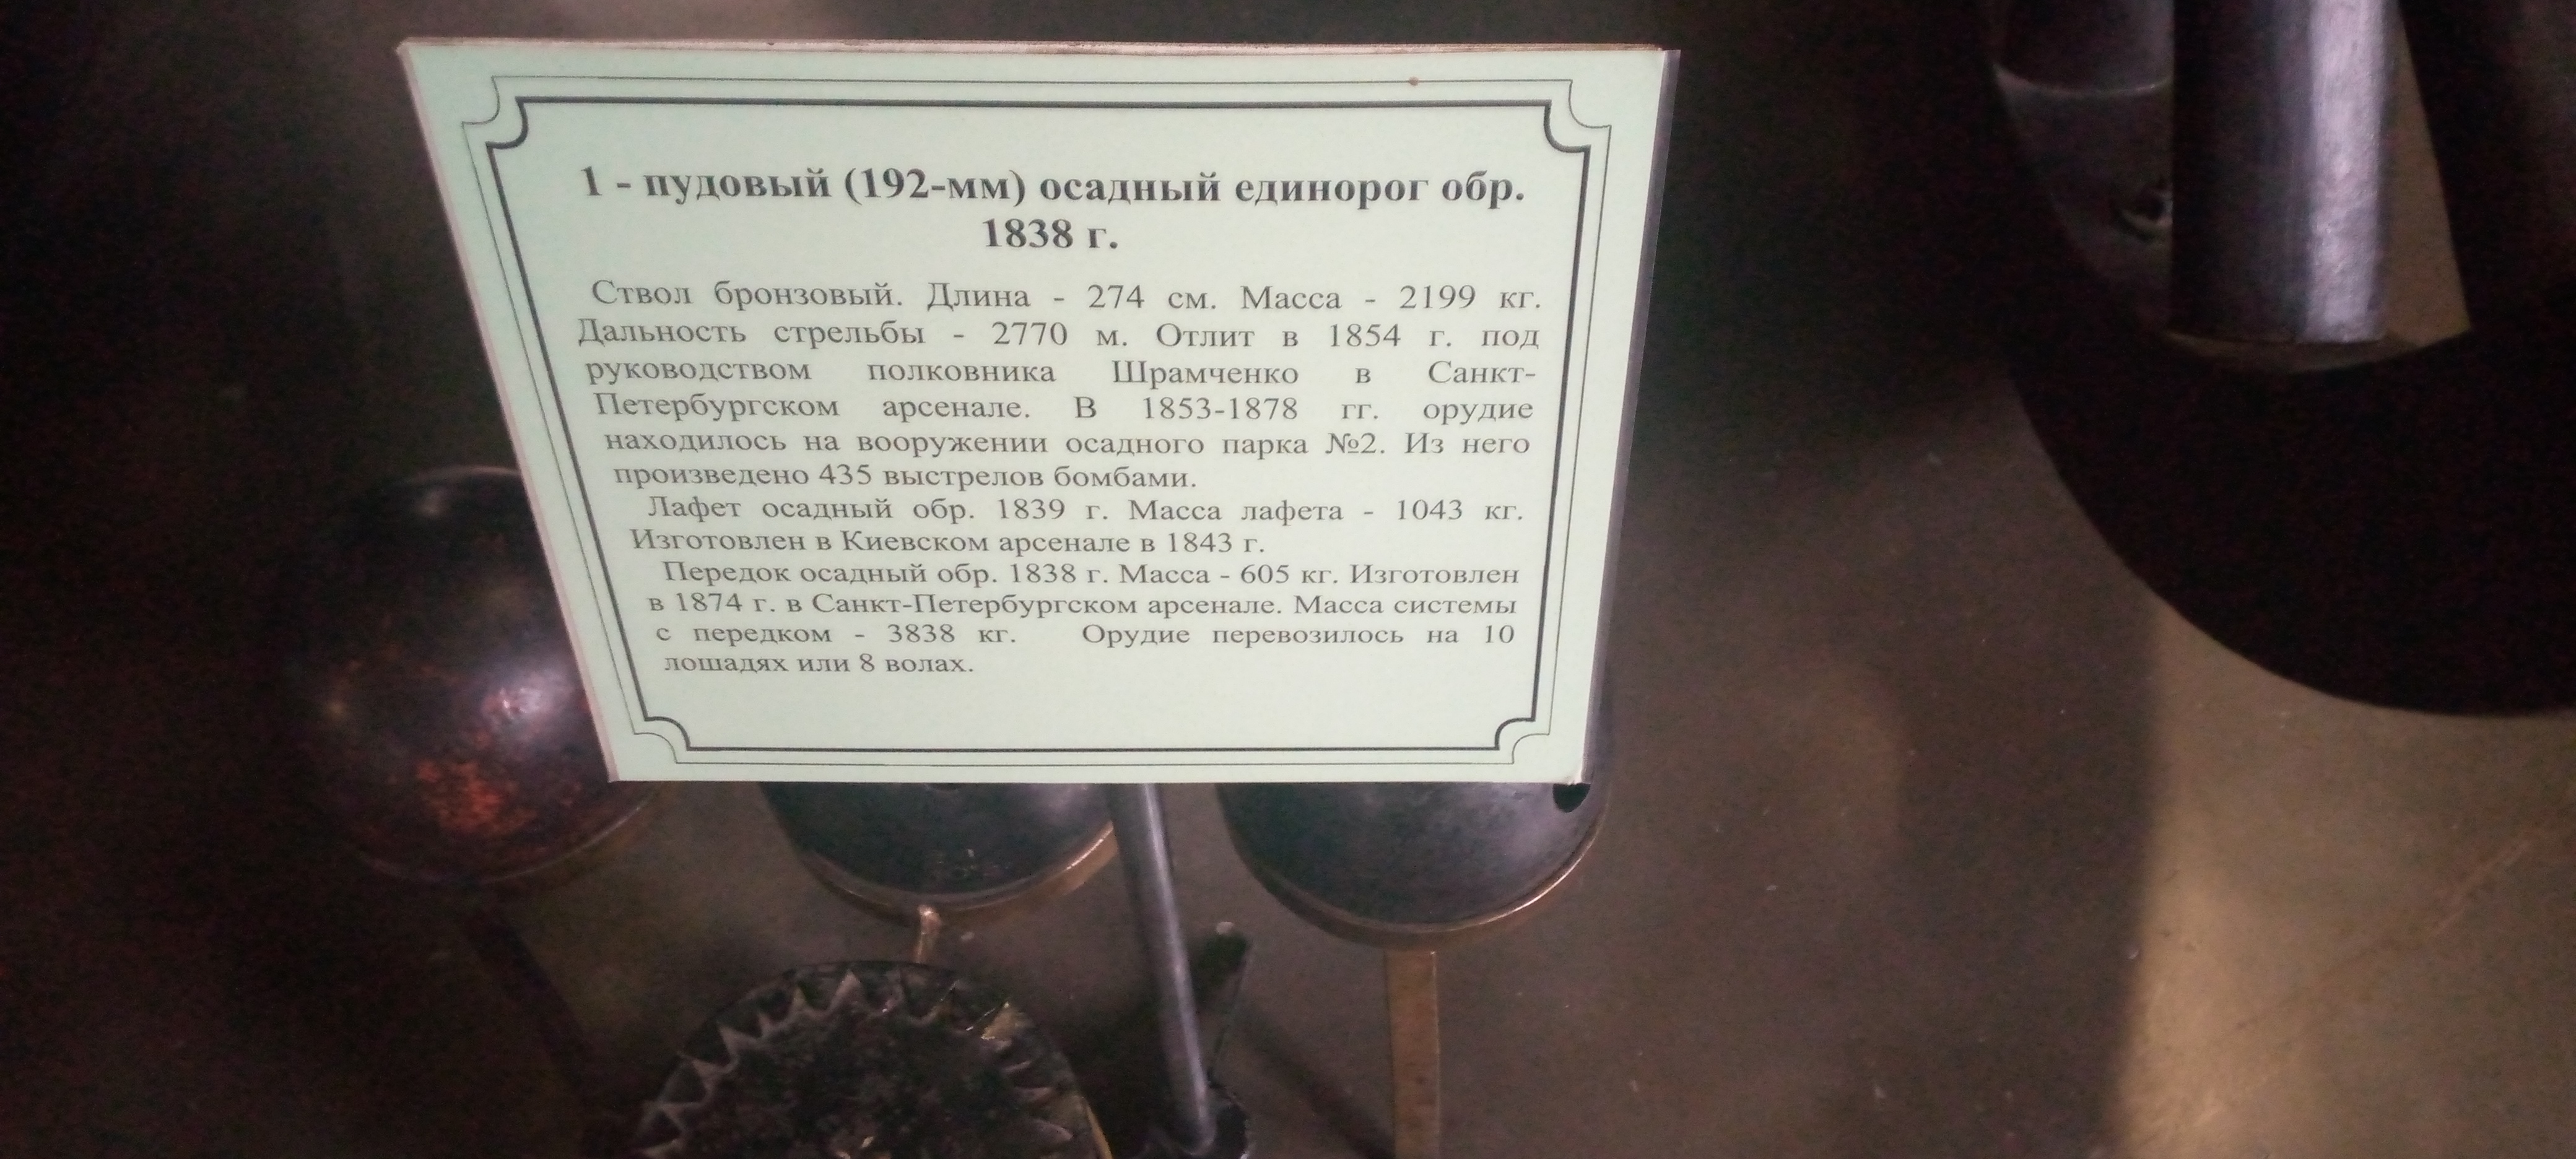 1 - пудовый (192-мм) осадный единорог обр.
1838 г.
Ствол бронзовый. Длина - 274 см. Масса - 2199 кг.
Дальность стрельбы - 2770 м. Отлит в 1854 г. под
руководством полковника Шрамченко в Санкт-
Петербургском арсенале. В 1853-1878 гг. орудие
находилось на вооружении осадного парка №2. Из него
произведено 435 выстрелов бомбами.
Лафет осадный обр. 1839 г. Масса лафета - 1043 кг.
Изготовлен в Киевском арсенале в 1843 г.
Передок осадный обр. 1838 г. Масса - 605 кг. Изготовлен
в 1874 г. в Санкт-Петербургском арсенале. Масса системы
с передком - 3838 кг. Орудие перевозилось на 10
лошадях или 8 волах.